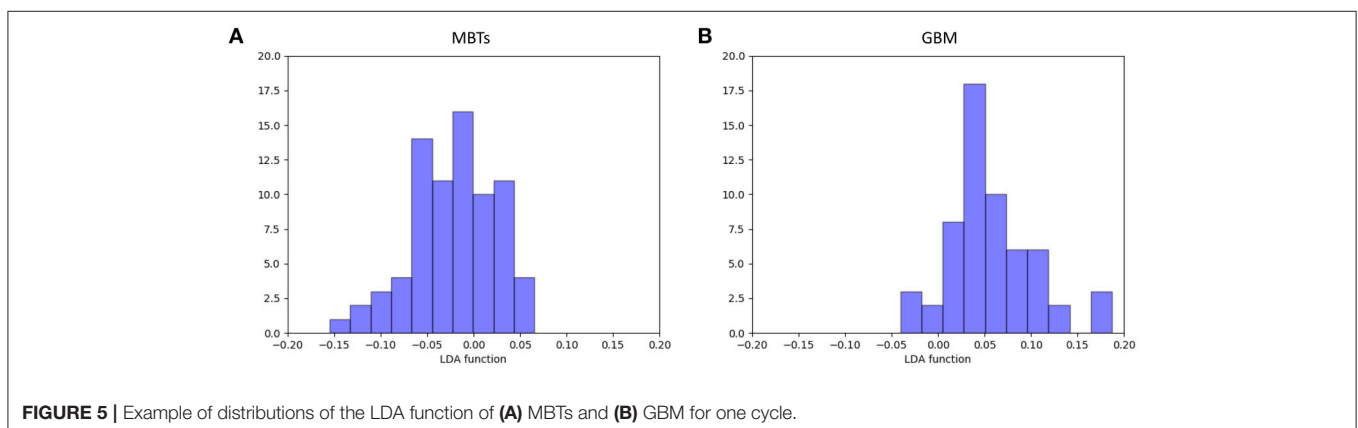 A
MBTs
20.0
17.5
15.0
12.5
10.0
7.5
5.0
2.5
0.0
−0.20 −0.15 −0.10 −0.05 0.00 0.05 0.10 0.15 0.20
LDA function
B
GBM
20.0
17.5
15.0
12.5
10.0
7.5
5.0
2.5
0.0
−0.20 −0.15 −0.10 −0.05 0.00 0.05 0.10 0.15 0.20
LDA function
FIGURE 5 | Example of distributions of the LDA function of (A) MBTs and (B) GBM for one cycle.